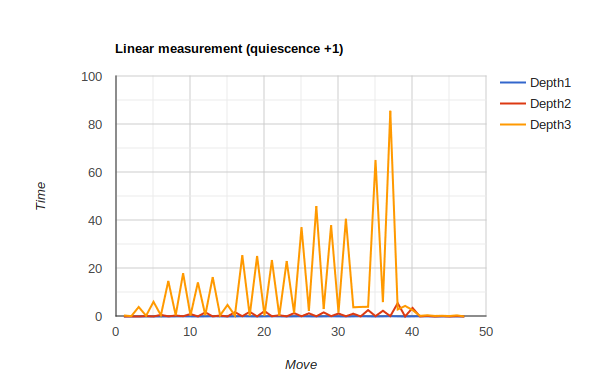 Linear measurement (quiescence +1)
100
80
60
40
20
0
0 10 20 30 40 50
Time
Move
Depth1
Depth2
Depth3